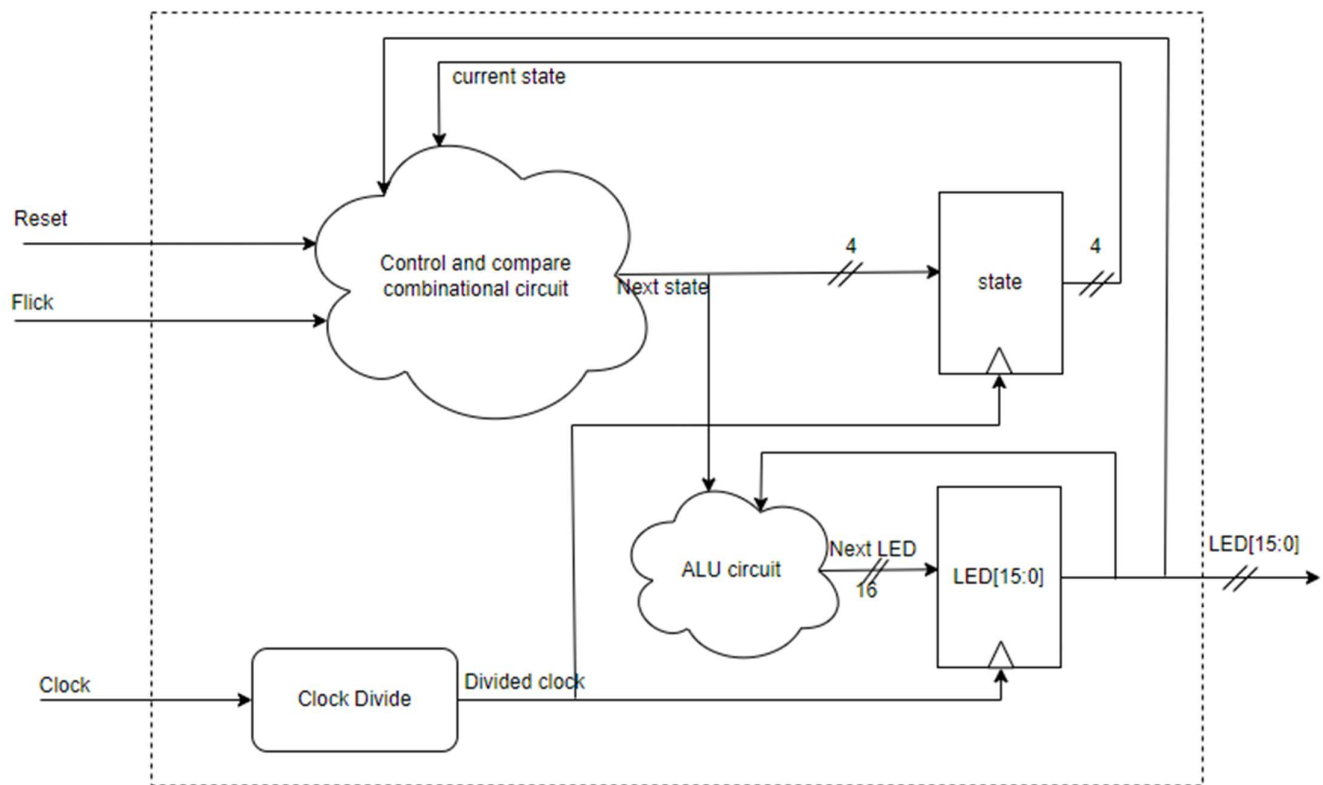 current state
Reset
Control and compare
combinational circuit
Flick
Next state
4
state
4
ALU circuit
Next LED
16
LED[15:0]
LED[15:0]
Clock
Clock Divide
Divided clock